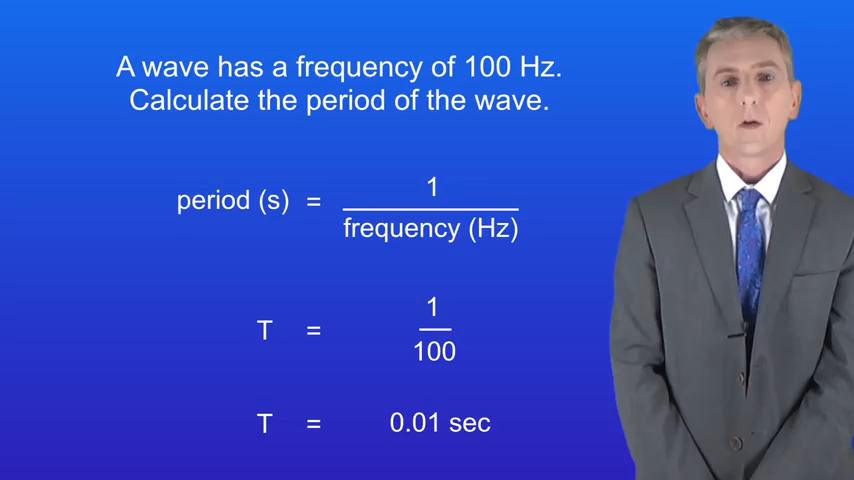 A wave has a frequency of 100 Hz.
Calculate the period of the wave.
period (s) = 1
frequency (Hz)
T = 1
100
T = 0.01 sec